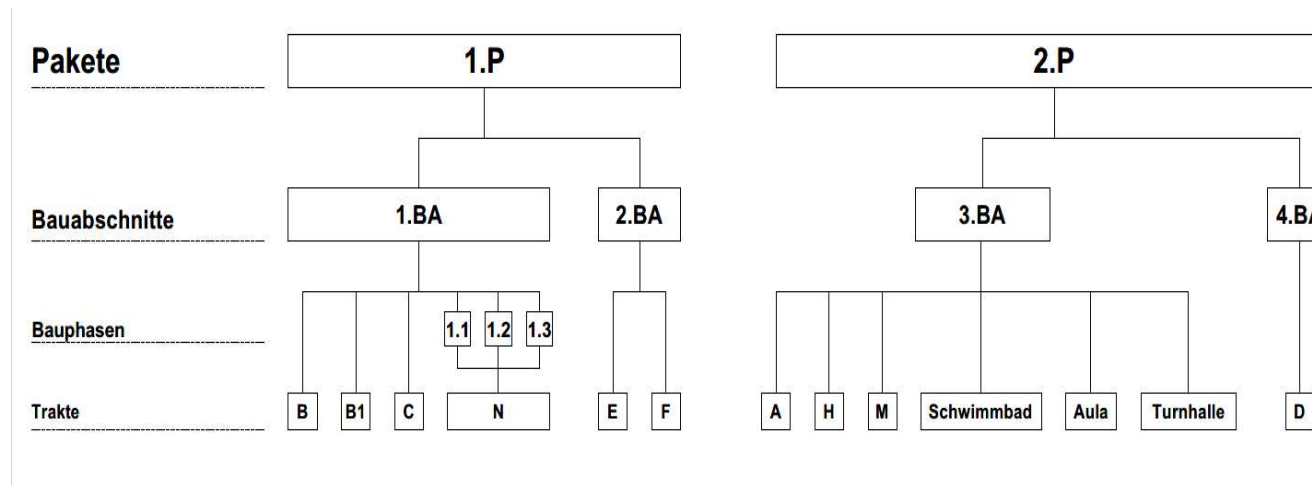 Pakete 1.P 2.P
Bauabschnitte 1.BA 2.BA 3.BA 4.BA
Bauphasen 1.1 1.2 1.3
Trakte B B1 C N E F A H M Schwimmbad Aula Turnhalle D